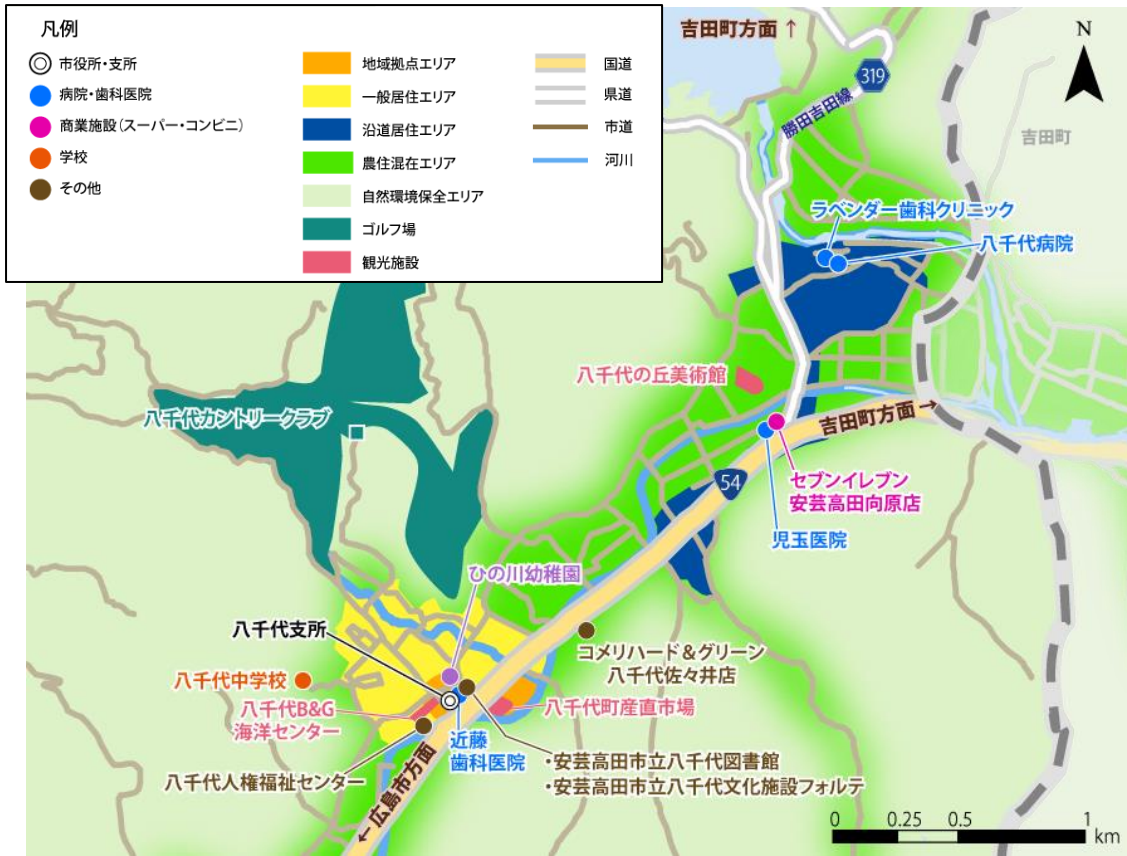 凡例
市役所・支所
病院・歯科医院
商業施設(スーパー・コンビニ)
学校
その他
地域拠点エリア
一般居住エリア
沿道居住エリア
農住混在エリア
自然環境保全エリア
ゴルフ場
観光施設
国道
県道
市道
河川
吉田町方面 ↑
N
319
勝田吉田線
吉田町
ラベンダー歯科クリニック
八千代病院
八千代の丘美術館
八千代カントリークラブ
吉田町方面 →
54
セブンイレブン
安芸高田向原店
児玉医院
ひの川幼稚園
八千代支所
コメリハード&グリーン
八千代佐々井店
八千代中学校
八千代B&G
海洋センター
八千代町産直市場
近藤
歯科医院
八千代人権福祉センター
・安芸高田市立八千代図書館
・安芸高田市立八千代文化施設フォルテ
← 広島市方面
0 0.25 0.5 1
km